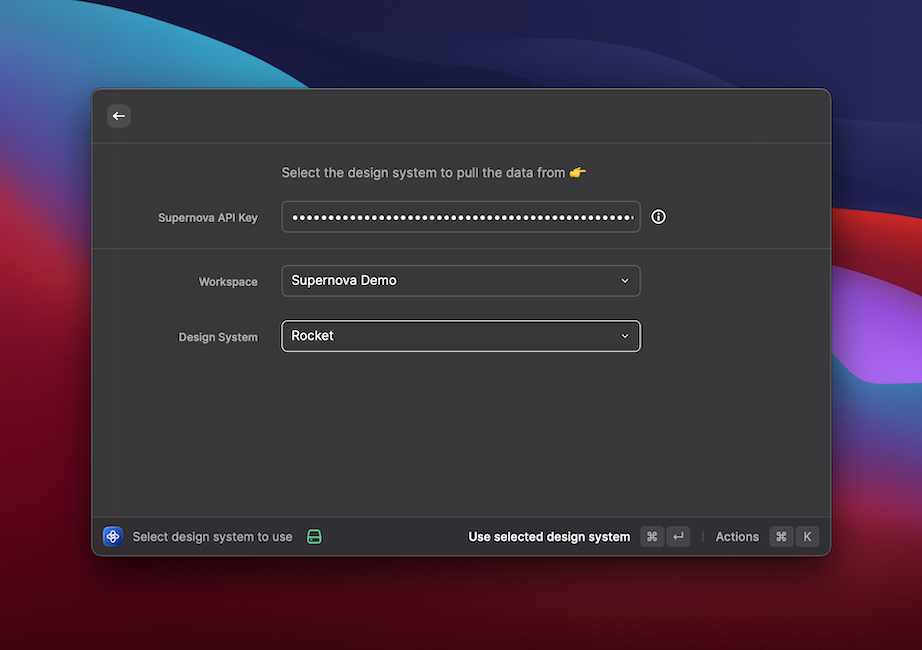 Select the design system to pull the data from 👉
Supernova API Key ••••••••••••••••••••••••••••••••••••••••••••••••
Workspace Supernova Demo
Design System Rocket
Select design system to use Use selected design system ⌘ ↵ | Actions ⌘ K